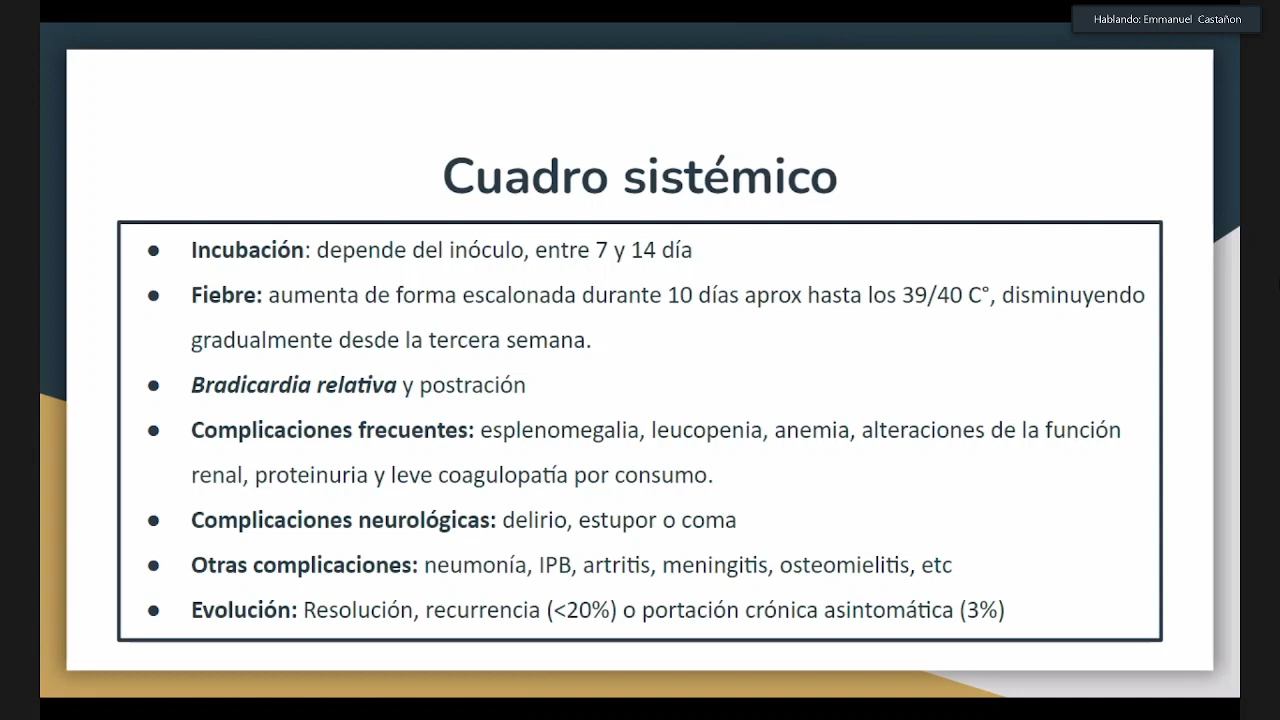 Hablando: Emmanuel Castañon
Cuadro sistémico
● Incubación: depende del inóculo, entre 7 y 14 día
● Fiebre: aumenta de forma escalonada durante 10 días aprox hasta los 39/40 C°, disminuyendo
gradualmente desde la tercera semana.
● Bradicardia relativa y postración
● Complicaciones frecuentes: esplenomegalia, leucopenia, anemia, alteraciones de la función
renal, proteinuria y leve coagulopatía por consumo.
● Complicaciones neurológicas: delirio, estupor o coma
● Otras complicaciones: neumonía, IPB, artritis, meningitis, osteomielitis, etc
● Evolución: Resolución, recurrencia (<20%) o portación crónica asintomática (3%)